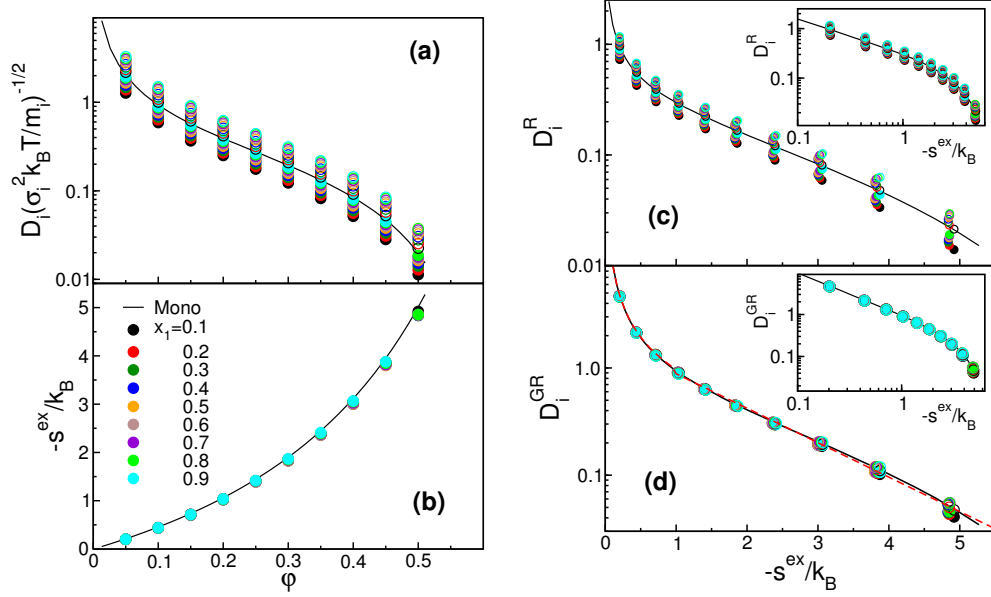 (a)
D_i(σ_i^2 k_B T/m_i)^{-1/2}
1
0.1
0.01
(b)
-s^{ex}/k_B
5
4
3
2
1
0
Mono
x_1=0.1
0.2
0.3
0.4
0.5
0.6
0.7
0.8
0.9
0 0.1 0.2 0.3 0.4 0.5
φ
(c)
D_i^R
1.0
0.1
0.01
D_i^R
1
0.1
0.1 1
-s^{ex}/k_B
(d)
D_i^{GR}
1.0
0.1
D_i^{GR}
1
0.1
0.1 1
-s^{ex}/k_B
0 1 2 3 4 5
-s^{ex}/k_B